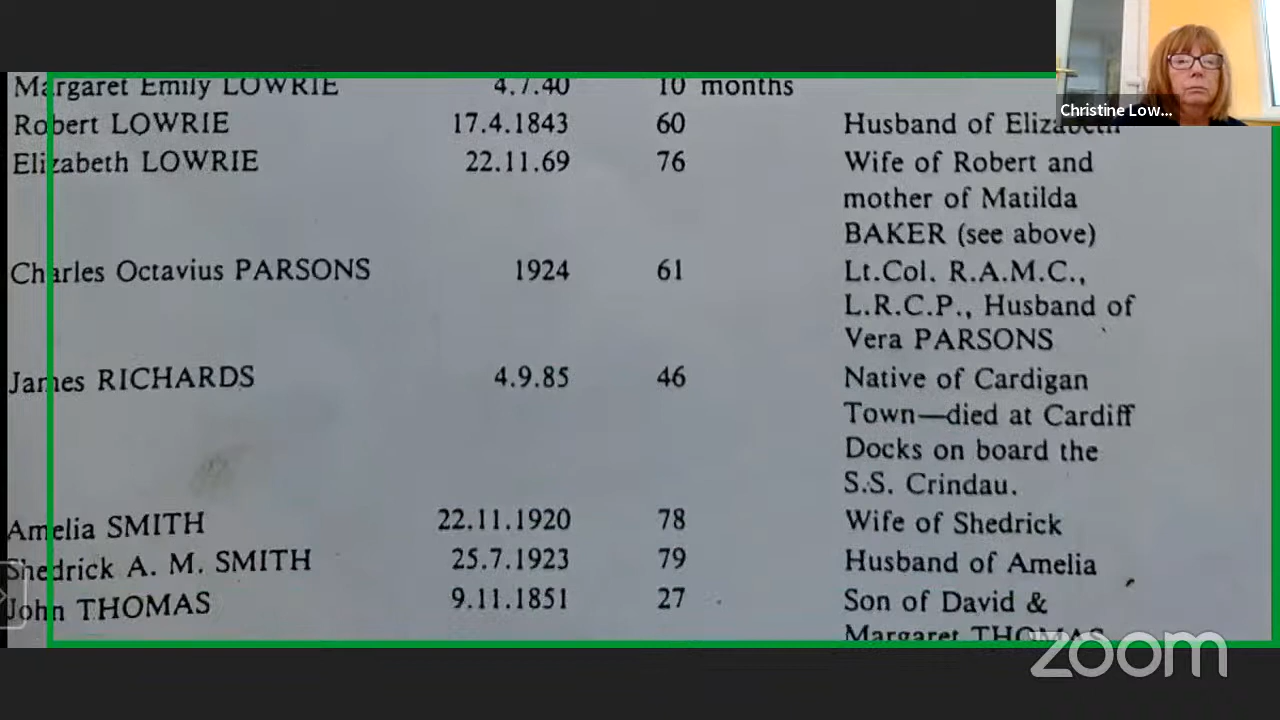 Christine Low...
Margaret Emily LOWRIE 4.7.40 10 months
Robert LOWRIE 17.4.1843 60 Husband of Elizabeth
Elizabeth LOWRIE 22.11.69 76 Wife of Robert and
mother of Matilda
BAKER (see above)
Charles Octavius PARSONS 1924 61 Lt.Col. R.A.M.C.,
L.R.C.P., Husband of
Vera PARSONS
James RICHARDS 4.9.85 46 Native of Cardigan
Town—died at Cardiff
Docks on board the
S.S. Crindau.
Amelia SMITH 22.11.1920 78 Wife of Shedrick
Shedrick A. M. SMITH 25.7.1923 79 Husband of Amelia
John THOMAS 9.11.1851 27 Son of David &
Margaret THOMAS
zoom